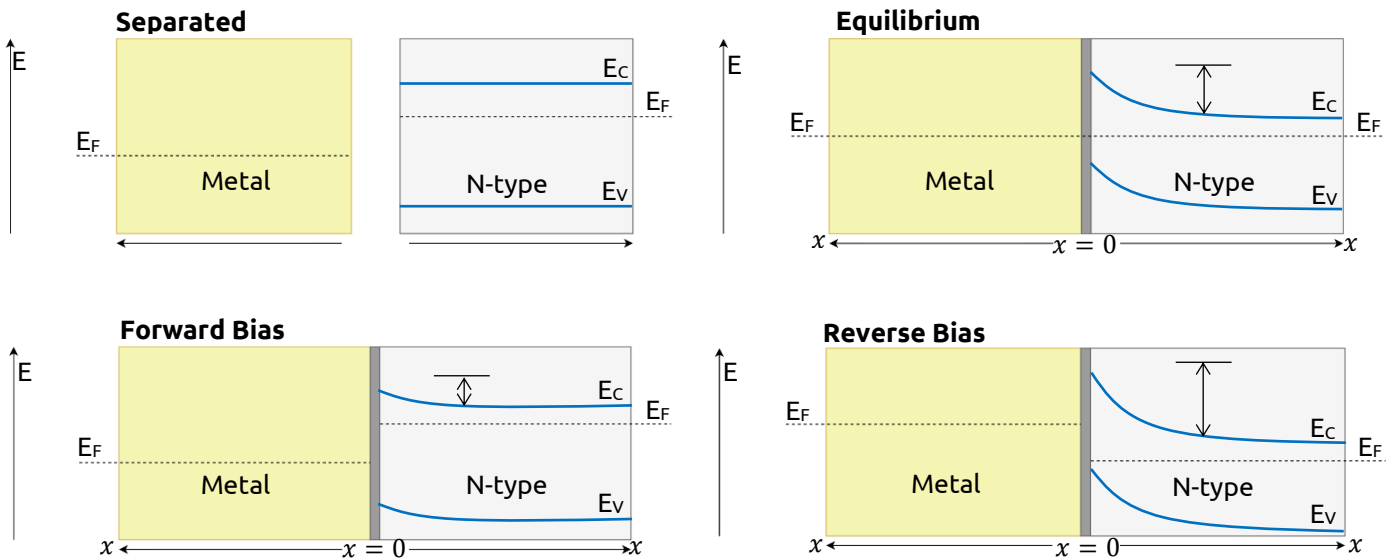 Separated
E
EF
Metal
EC
EF
N-type
EV
Equilibrium
E
EF
Metal
EC
EF
N-type
EV
x
x = 0
x
Forward Bias
E
EF
Metal
EC
EF
N-type
EV
x
x = 0
x
Reverse Bias
E
EF
Metal
EC
EF
N-type
EV
x
x = 0
x